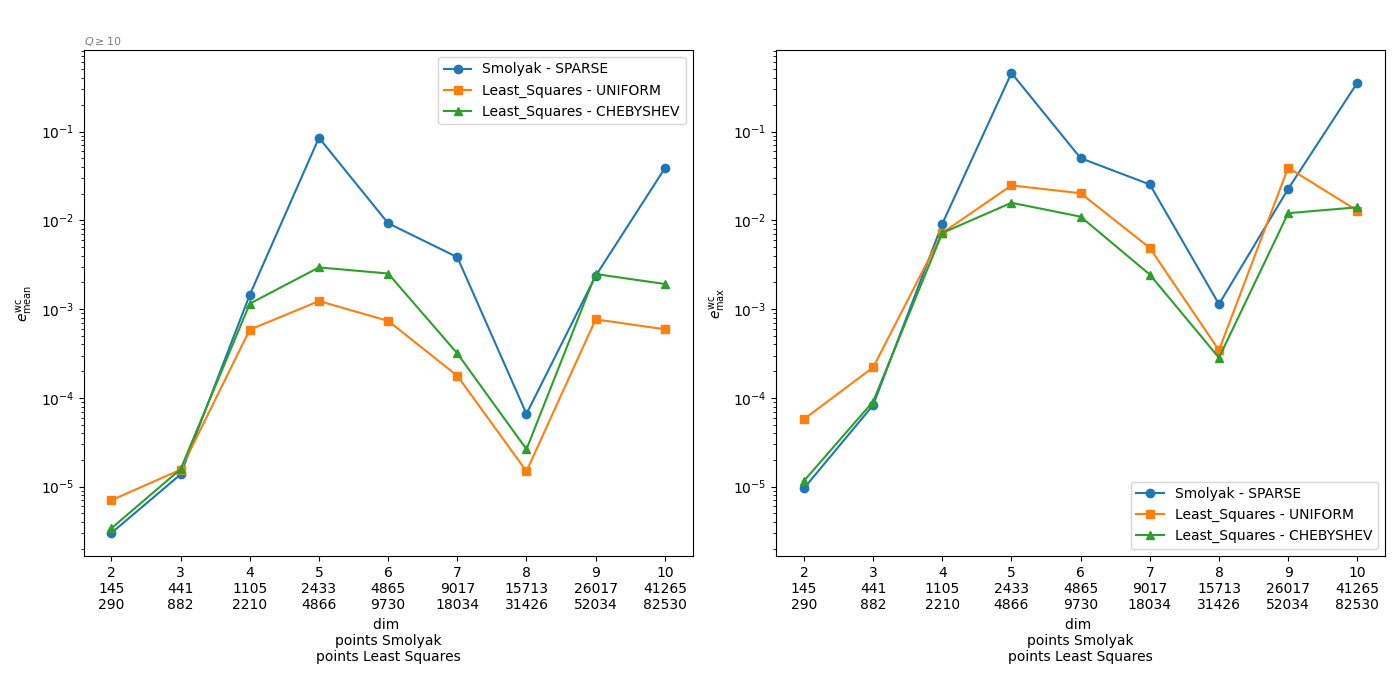 Q ≥ 10
Smolyak - SPARSE
Least_Squares - UNIFORM
Least_Squares - CHEBYSHEV
10⁻¹
10⁻²
10⁻³
10⁻⁴
10⁻⁵
e^wc_mean
2 3 4 5 6 7 8 9 10
145 441 1105 2433 4865 9017 15713 26017 41265
290 882 2210 4866 9730 18034 31426 52034 82530
dim
points Smolyak
points Least Squares
10⁻¹
10⁻²
10⁻³
10⁻⁴
10⁻⁵
e^wc_max
Smolyak - SPARSE
Least_Squares - UNIFORM
Least_Squares - CHEBYSHEV
2 3 4 5 6 7 8 9 10
145 441 1105 2433 4865 9017 15713 26017 41265
290 882 2210 4866 9730 18034 31426 52034 82530
dim
points Smolyak
points Least Squares